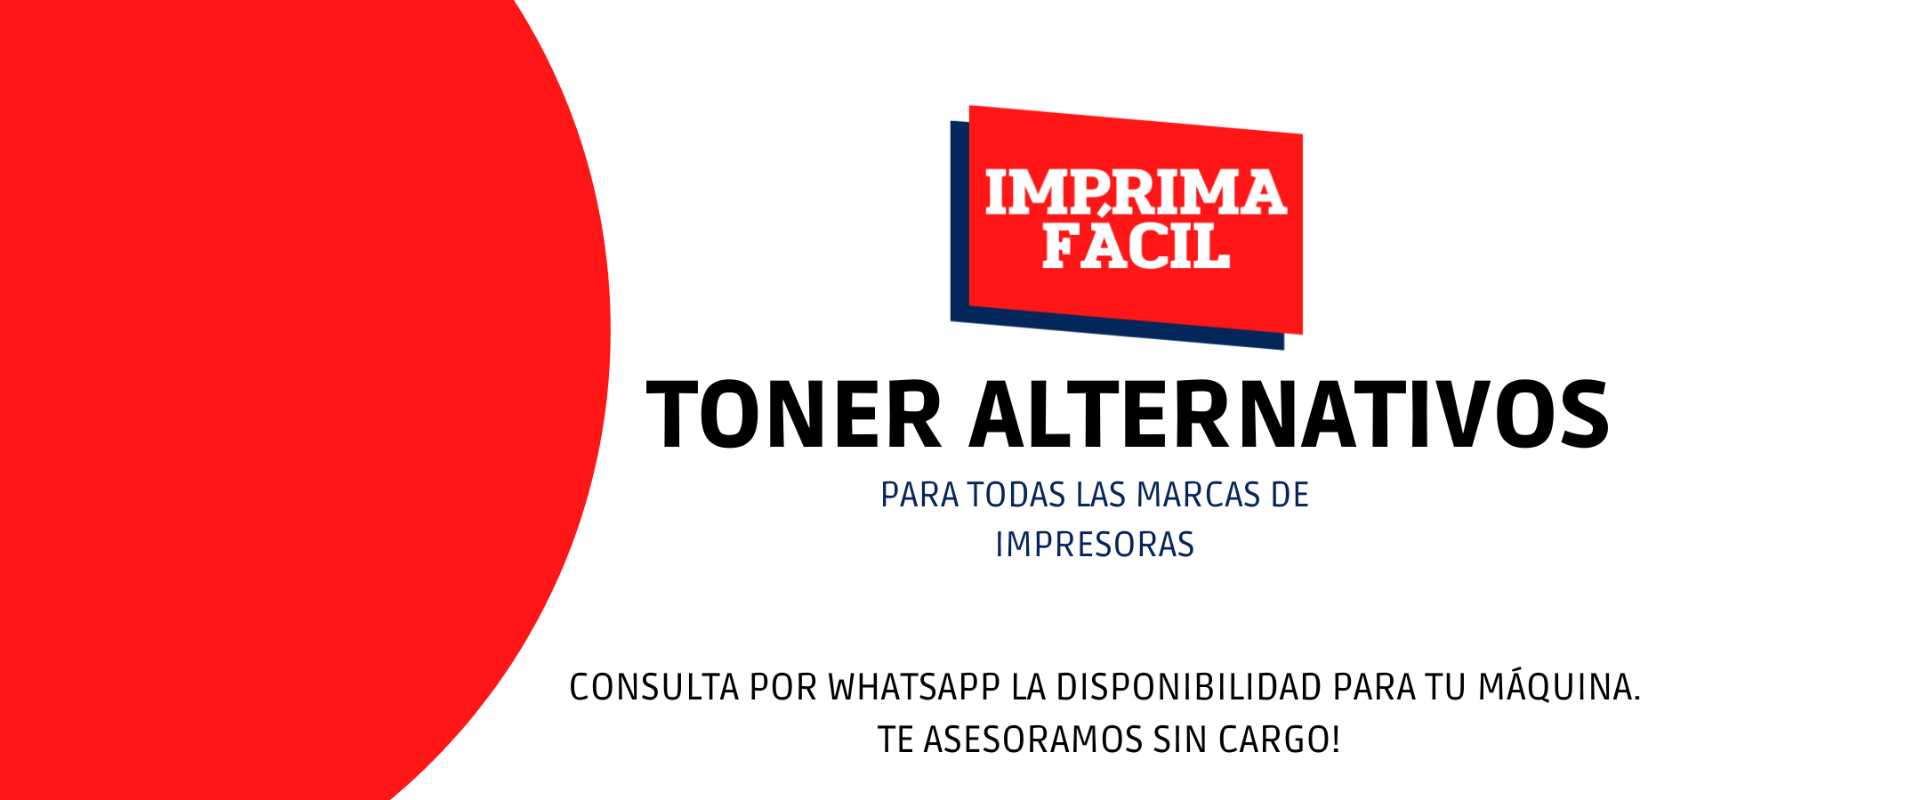 IMPRIMA
FÁCIL
TONER ALTERNATIVOS
PARA TODAS LAS MARCAS DE
IMPRESORAS
CONSULTA POR WHATSAPP LA DISPONIBILIDAD PARA TU MÁQUINA.
TE ASESORAMOS SIN CARGO!